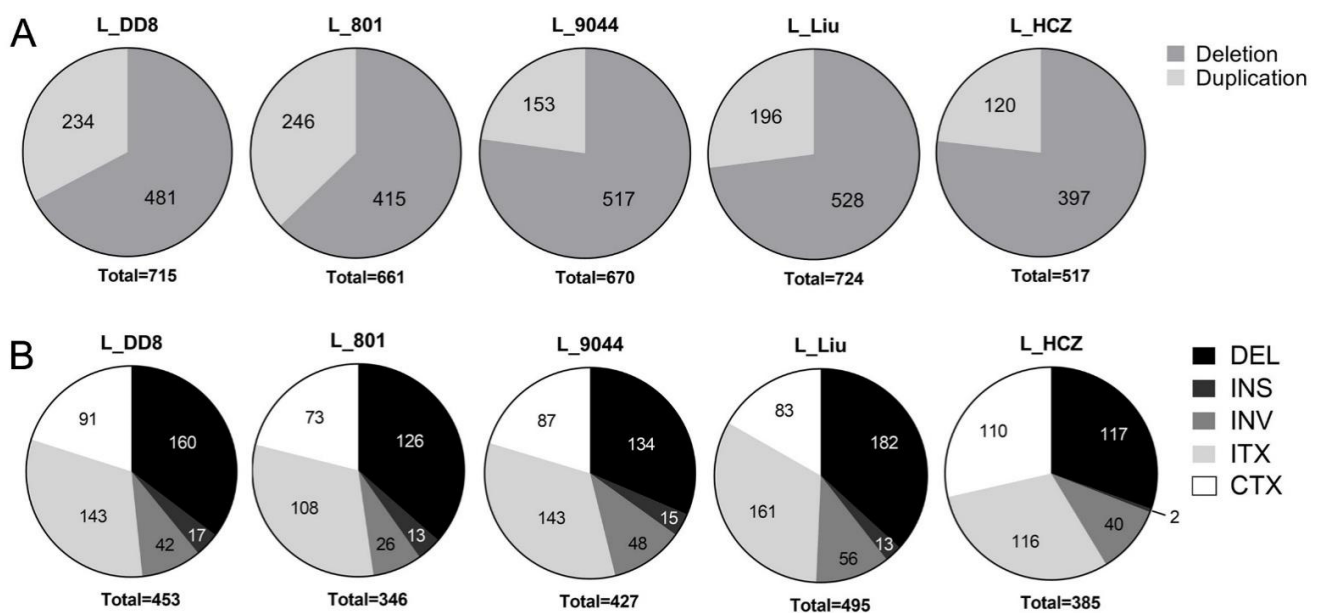 A
L_DD8
L_801
L_9044
L_Liu
L_HCZ
234
481
246
415
153
517
196
528
120
397
Deletion
Duplication
Total=715
Total=661
Total=670
Total=724
Total=517
B
L_DD8
L_801
L_9044
L_Liu
L_HCZ
91
160
143
42
17
73
126
108
26
13
87
134
143
48
15
83
182
161
56
13
110
117
116
40
2
DEL
INS
INV
ITX
CTX
Total=453
Total=346
Total=427
Total=495
Total=385